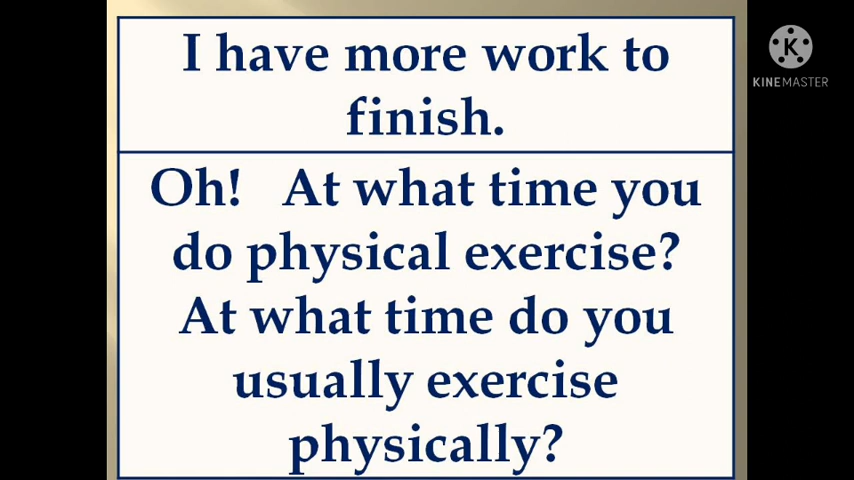 I have more work to
finish.
Oh! At what time you
do physical exercise?
At what time do you
usually exercise
physically?
K
KINEMASTER